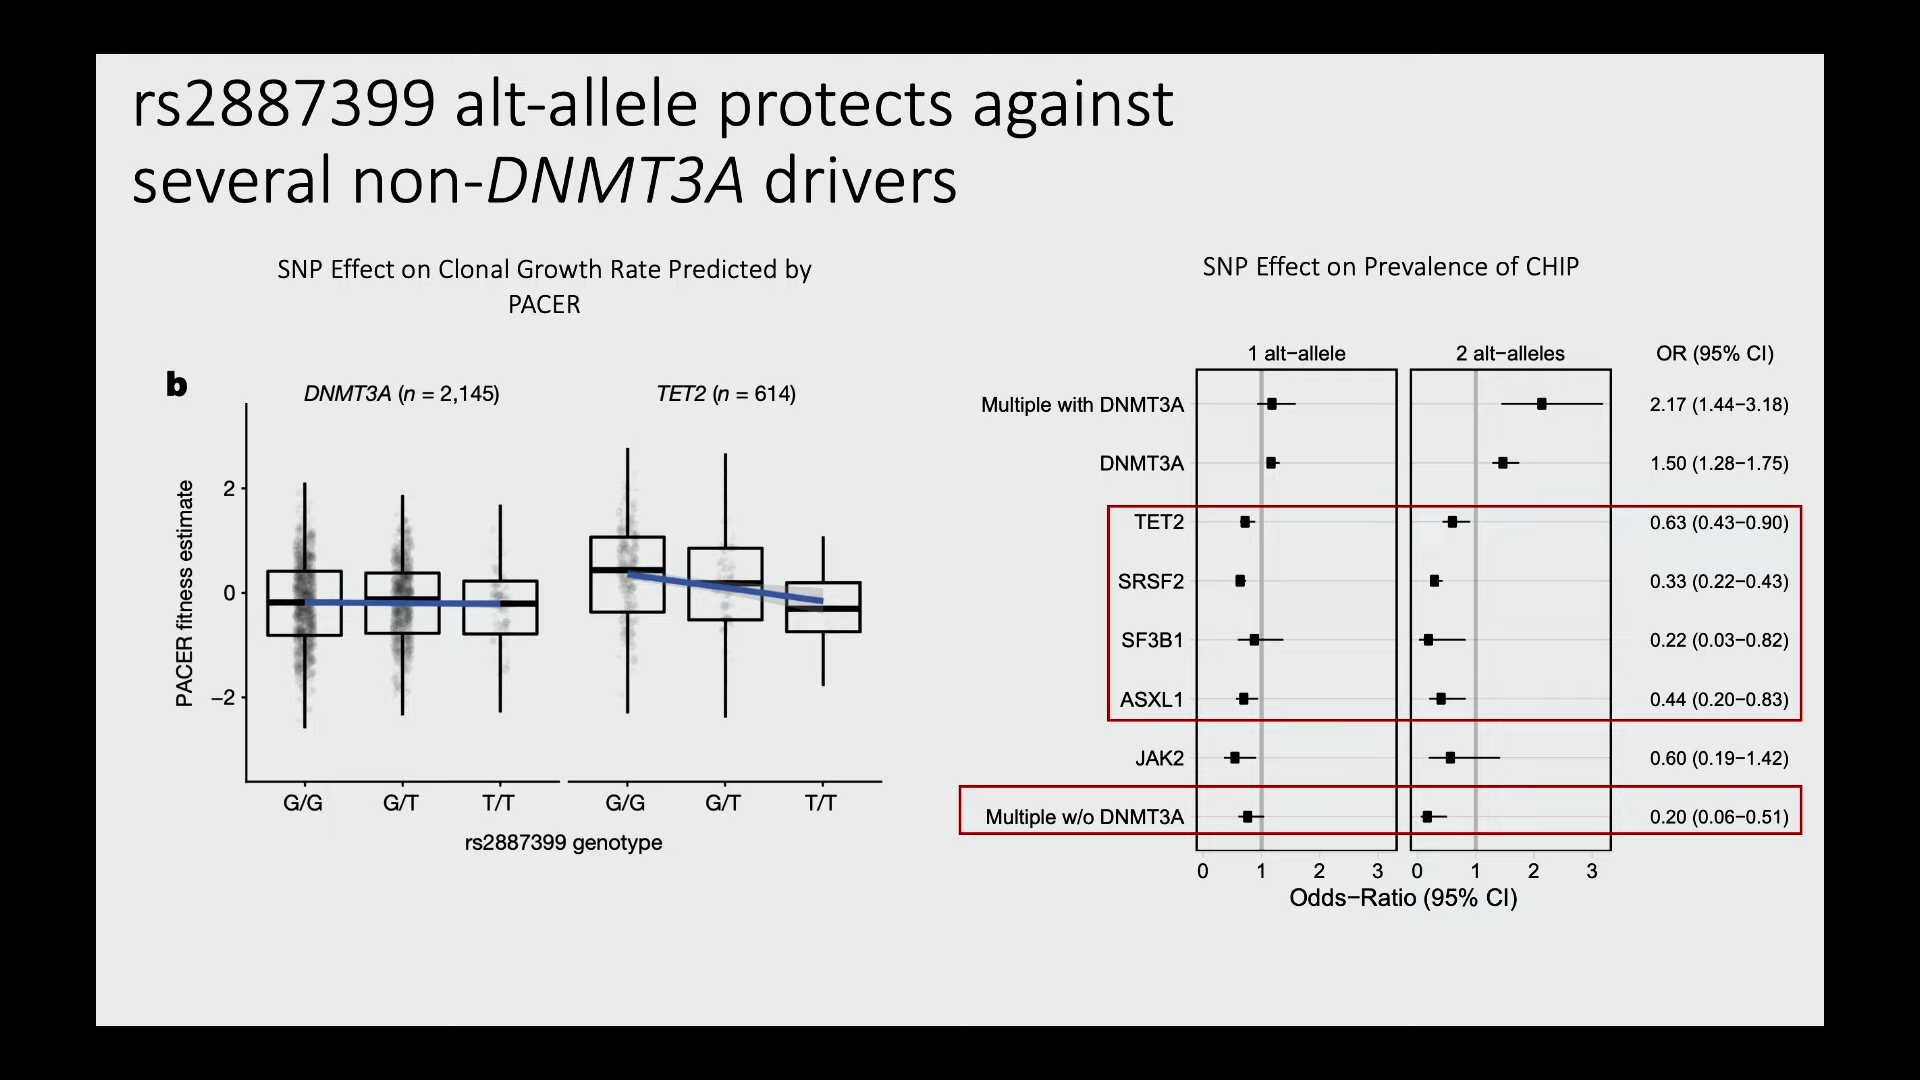 rs2887399 alt-allele protects against
several non-DNMT3A drivers
SNP Effect on Clonal Growth Rate Predicted by
PACER
b
DNMT3A (n = 2,145)
TET2 (n = 614)
PACER fitness estimate
2
0
−2
G/G G/T T/T G/G G/T T/T
rs2887399 genotype
SNP Effect on Prevalence of CHIP
1 alt−allele 2 alt−alleles OR (95% CI)
Multiple with DNMT3A 2.17 (1.44−3.18)
DNMT3A 1.50 (1.28−1.75)
TET2 0.63 (0.43−0.90)
SRSF2 0.33 (0.22−0.43)
SF3B1 0.22 (0.03−0.82)
ASXL1 0.44 (0.20−0.83)
JAK2 0.60 (0.19−1.42)
Multiple w/o DNMT3A 0.20 (0.06−0.51)
0 1 2 3 0 1 2 3
Odds−Ratio (95% CI)